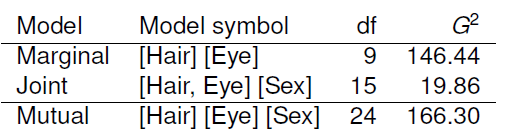 Model Model symbol df G²
Marginal [Hair] [Eye] 9 146.44
Joint [Hair, Eye] [Sex] 15 19.86
Mutual [Hair] [Eye] [Sex] 24 166.30